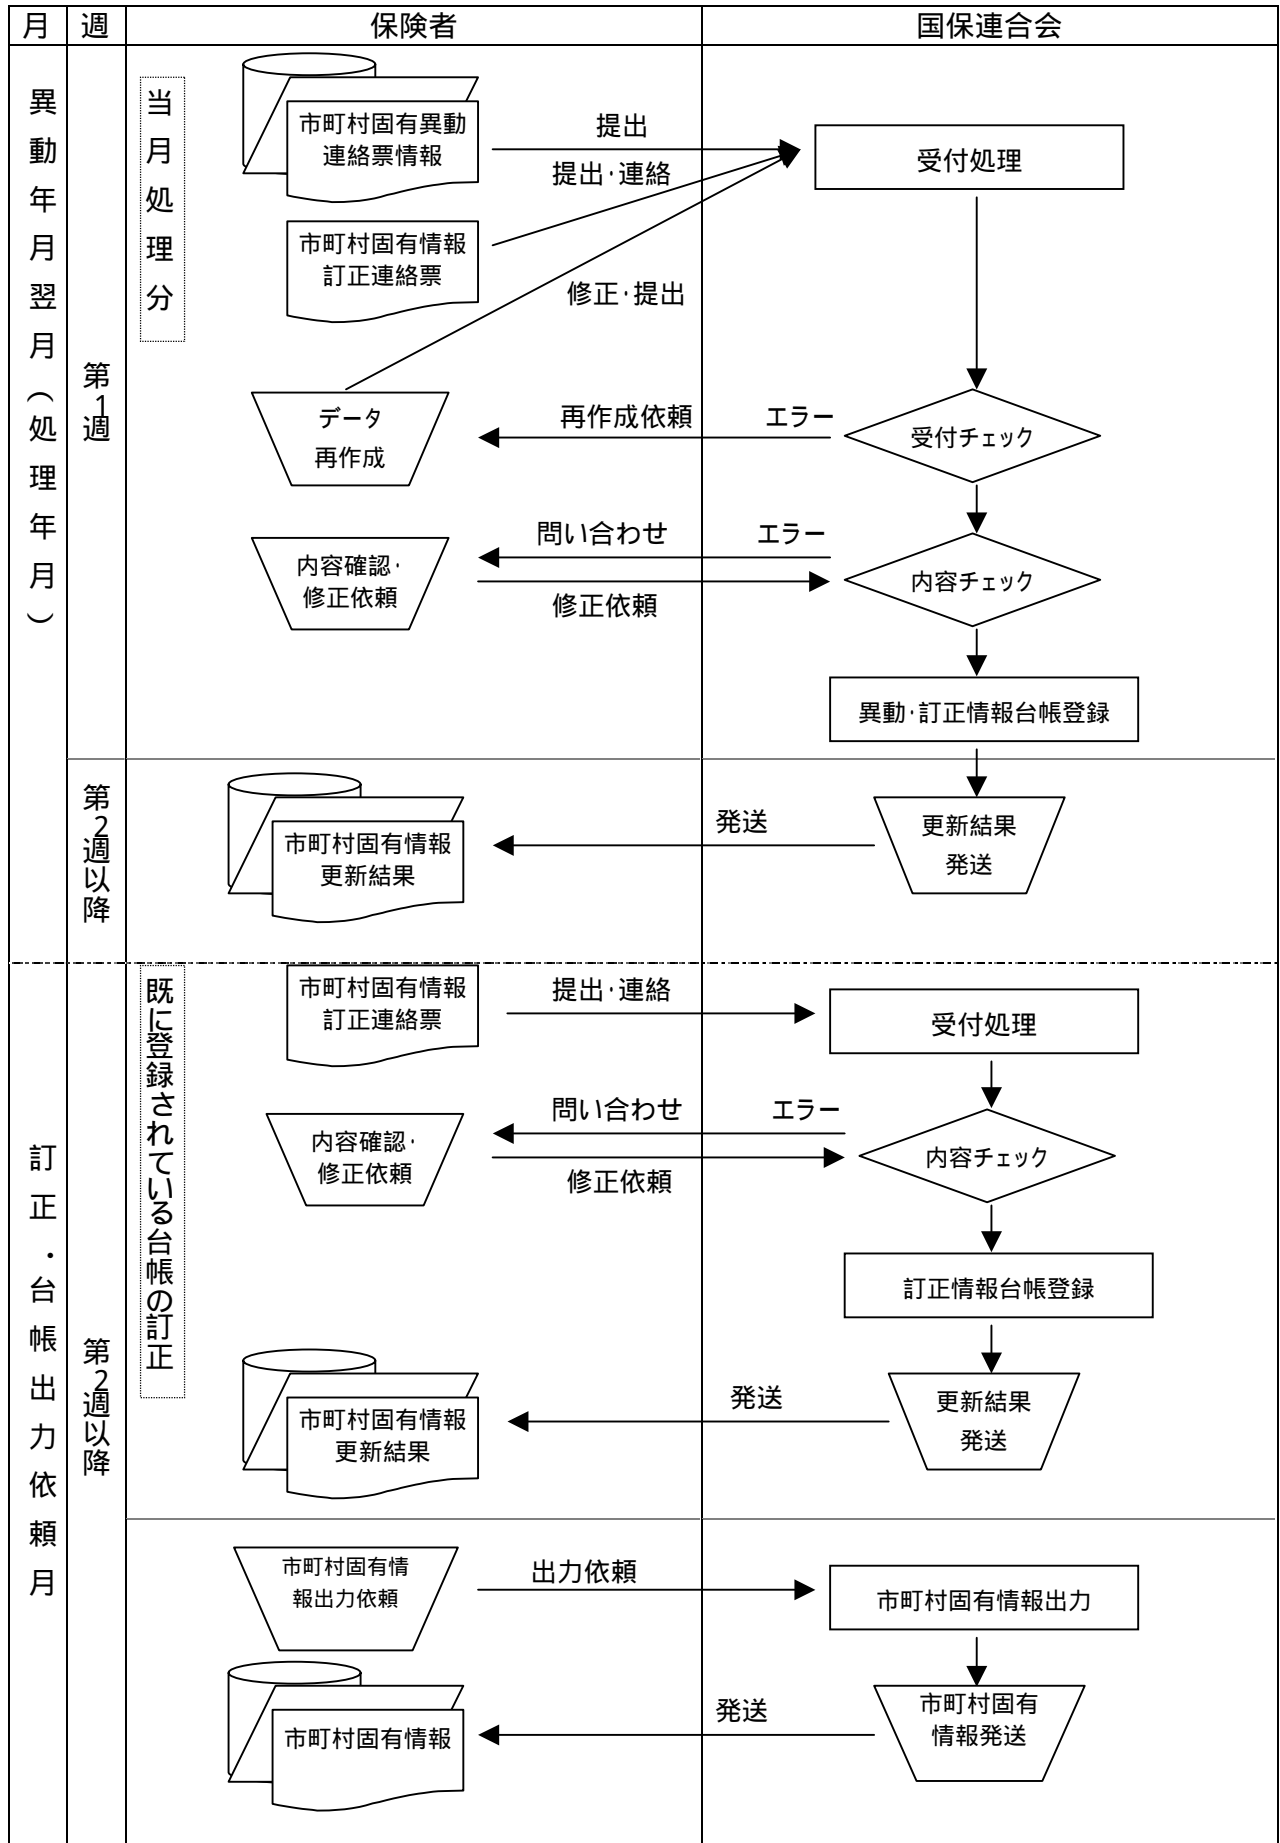 月
週
保険者
国保連合会
異動年月翌月(処理年月)
第1週
当月処理分
市町村固有異動
連絡票情報
提出
提出・連絡
受付処理
市町村固有情報
訂正連絡票
修正・提出
データ
再作成
再作成依頼
エラー
受付チェック
内容確認・
修正依頼
問い合わせ
エラー
修正依頼
内容チェック
異動・訂正情報台帳登録
第2週以降
市町村固有情報
更新結果
発送
更新結果
発送
訂正・台帳出力依頼月
第2週以降
既に登録されている台帳の訂正
市町村固有情報
訂正連絡票
提出・連絡
受付処理
内容確認・
修正依頼
問い合わせ
エラー
修正依頼
内容チェック
訂正情報台帳登録
市町村固有情報
更新結果
発送
更新結果
発送
市町村固有情
報出力依頼
出力依頼
市町村固有情報出力
市町村固有情報
発送
市町村固有
情報発送